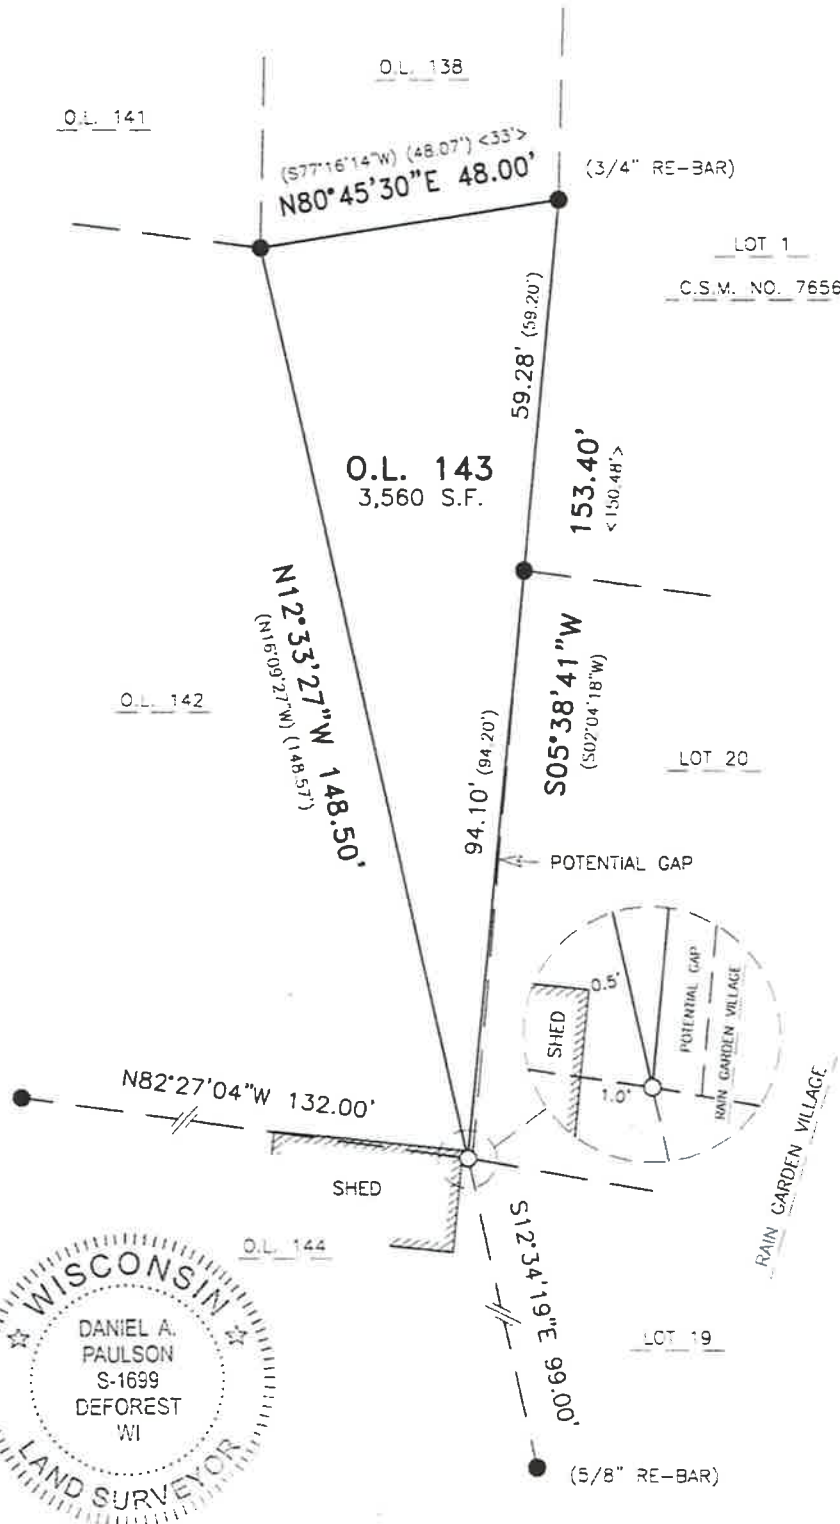 O.L. 138
O.L. 141
(S77°16'14"W) (48.07') <33'>
N80°45'30"E 48.00'
(3/4" RE-BAR)
LOT 1
C.S.M. NO. 7656
59.28' (59.20')
153.40'
<150.48'>
O.L. 143
3,560 S.F.
N12°33'27"W 148.50'
(N16°09'27"W) (148.57')
O.L. 142
S05°38'41"W
(S02°04'18"W)
LOT 20
94.10' (94.20')
POTENTIAL GAP
0.5'
SHED
POTENTIAL GAP
RAIN GARDEN VILLAGE
1.0'
N82°27'04"W 132.00'
SHED
RAIN GARDEN VILLAGE
O.L. 144
S12°34'19"E 99.00'
LOT 19
WISCONSIN
DANIEL A.
PAULSON
S-1699
DEFOREST
WI
LAND SURVEYOR
(5/8" RE-BAR)